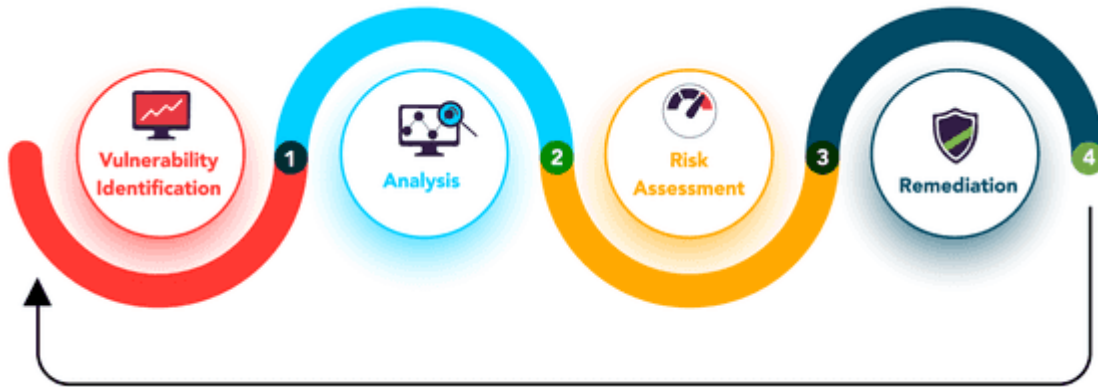 Vulnerability
Identification
1
Analysis
2
Risk
Assessment
3
Remediation
4